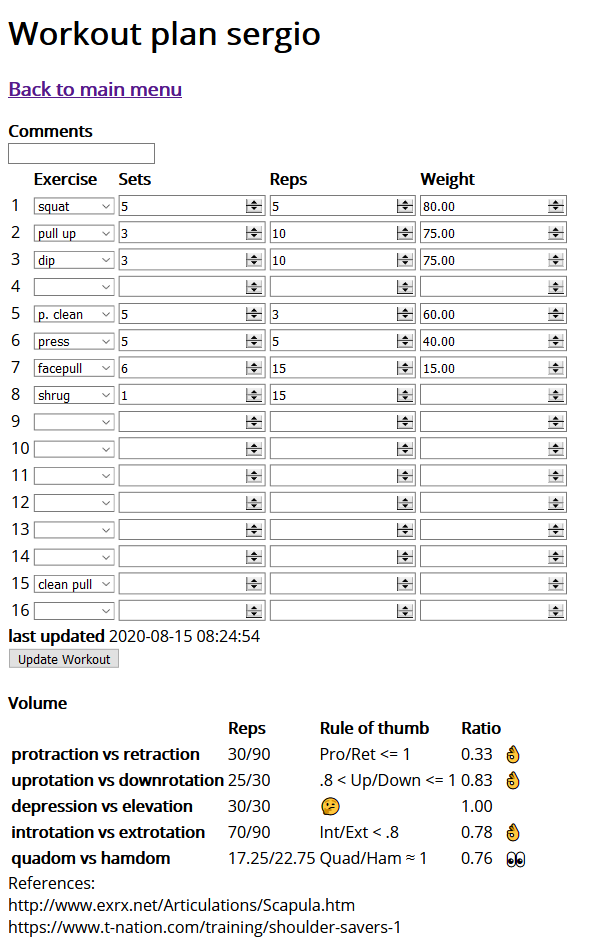 Workout plan sergio
Back to main menu
Comments
Exercise Sets Reps Weight
1 squat 5 5 80.00
2 pull up 3 10 75.00
3 dip 3 10 75.00
4
5 p. clean 5 3 60.00
6 press 5 5 40.00
7 facepull 6 15 15.00
8 shrug 1 15
9
10
11
12
13
14
15 clean pull
16
last updated 2020-08-15 08:24:54
Update Workout
Volume
Reps Rule of thumb Ratio
protraction vs retraction 30/90 Pro/Ret <= 1 0.33 👌
uprotation vs downrotation 25/30 .8 < Up/Down <= 1 0.83 👌
depression vs elevation 30/30 🤔 1.00
introtation vs extrotation 70/90 Int/Ext < .8 0.78 👌
quadom vs hamdom 17.25/22.75 Quad/Ham ≈ 1 0.76 👀
References:
http://www.exrx.net/Articulations/Scapula.htm
https://www.t-nation.com/training/shoulder-savers-1